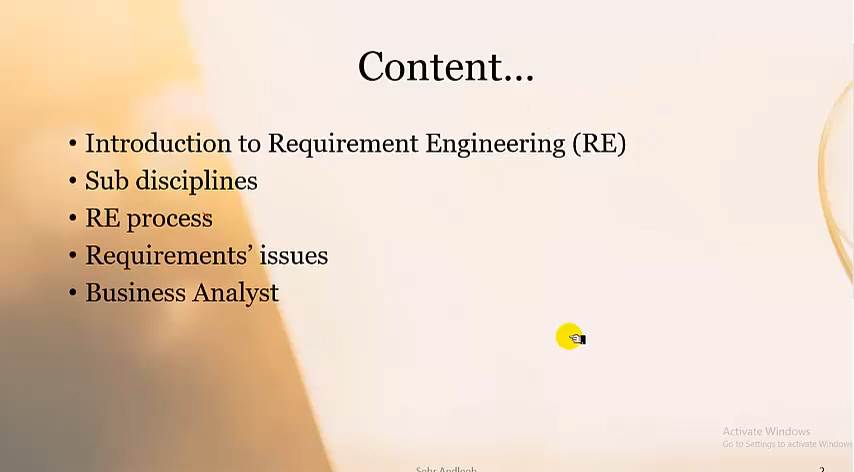 Content...
• Introduction to Requirement Engineering (RE)
• Sub disciplines
• RE process
• Requirements’ issues
• Business Analyst
Activate Windows
Go to Settings to activate Windows
2